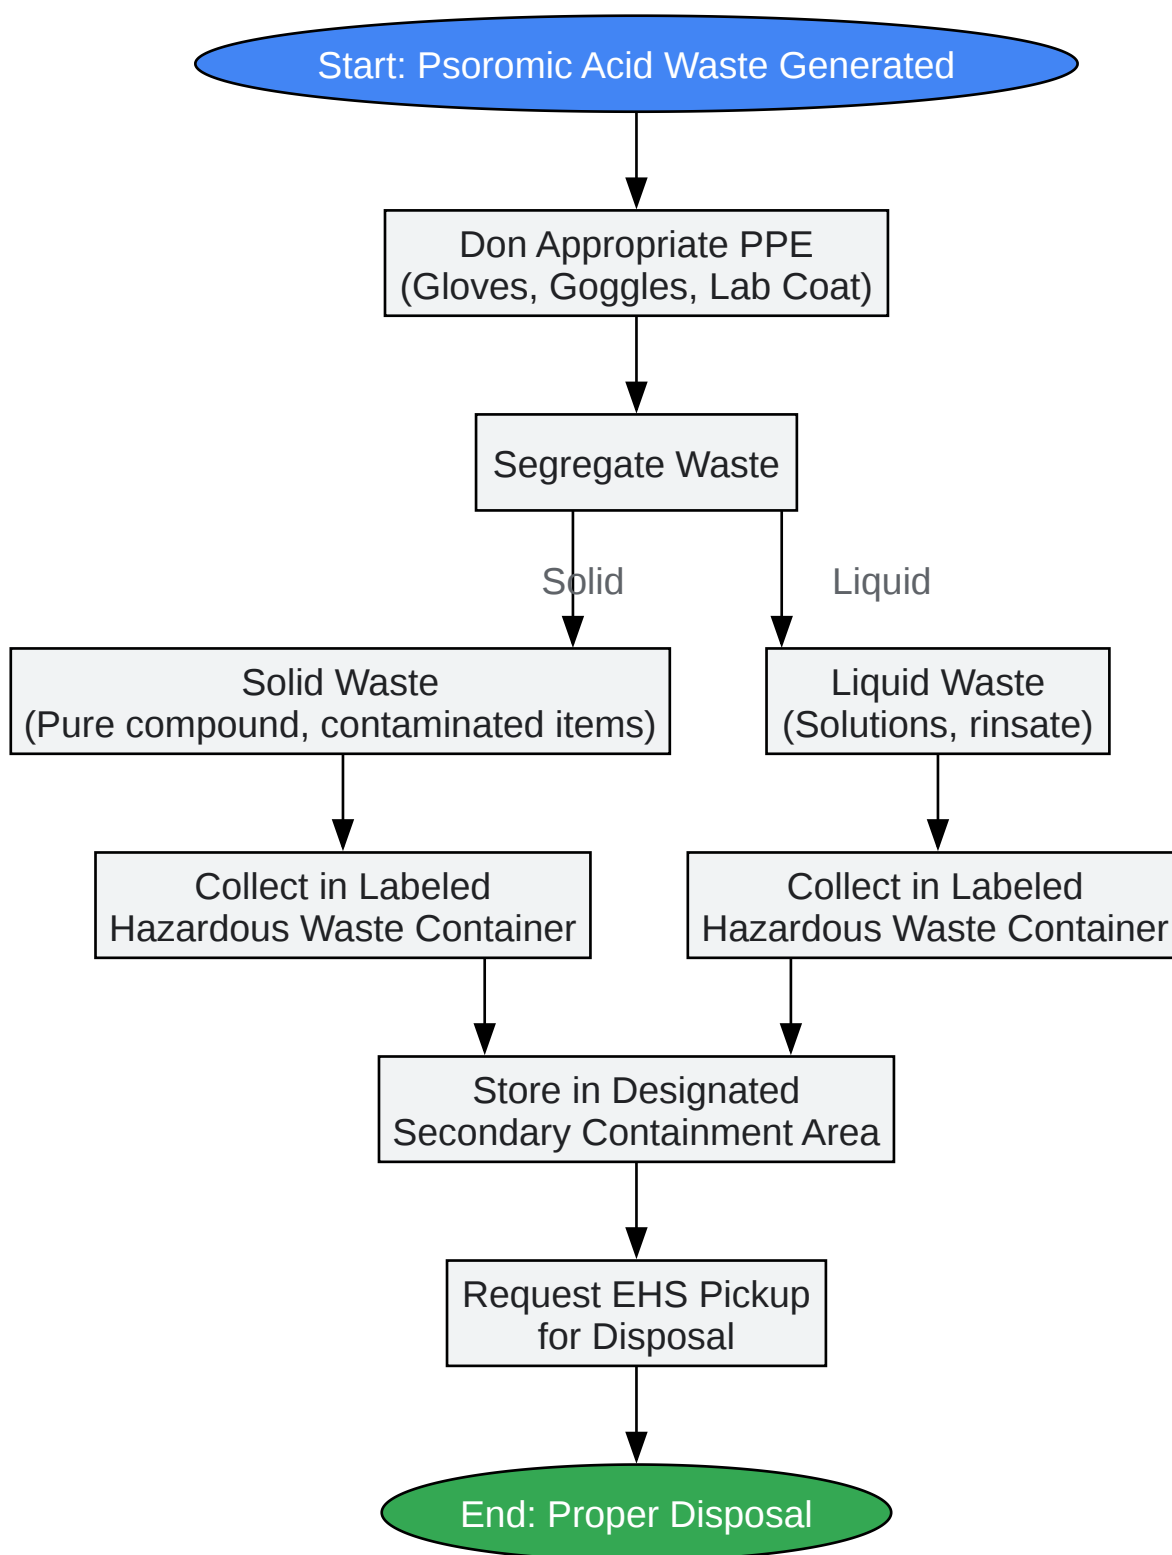 Start: Psoromic Acid Waste Generated
Don Appropriate PPE
(Gloves, Goggles, Lab Coat)
Segregate Waste
Solid
Liquid
Solid Waste
(Pure compound, contaminated items)
Liquid Waste
(Solutions, rinsate)
Collect in Labeled
Hazardous Waste Container
Collect in Labeled
Hazardous Waste Container
Store in Designated
Secondary Containment Area
Request EHS Pickup
for Disposal
End: Proper Disposal